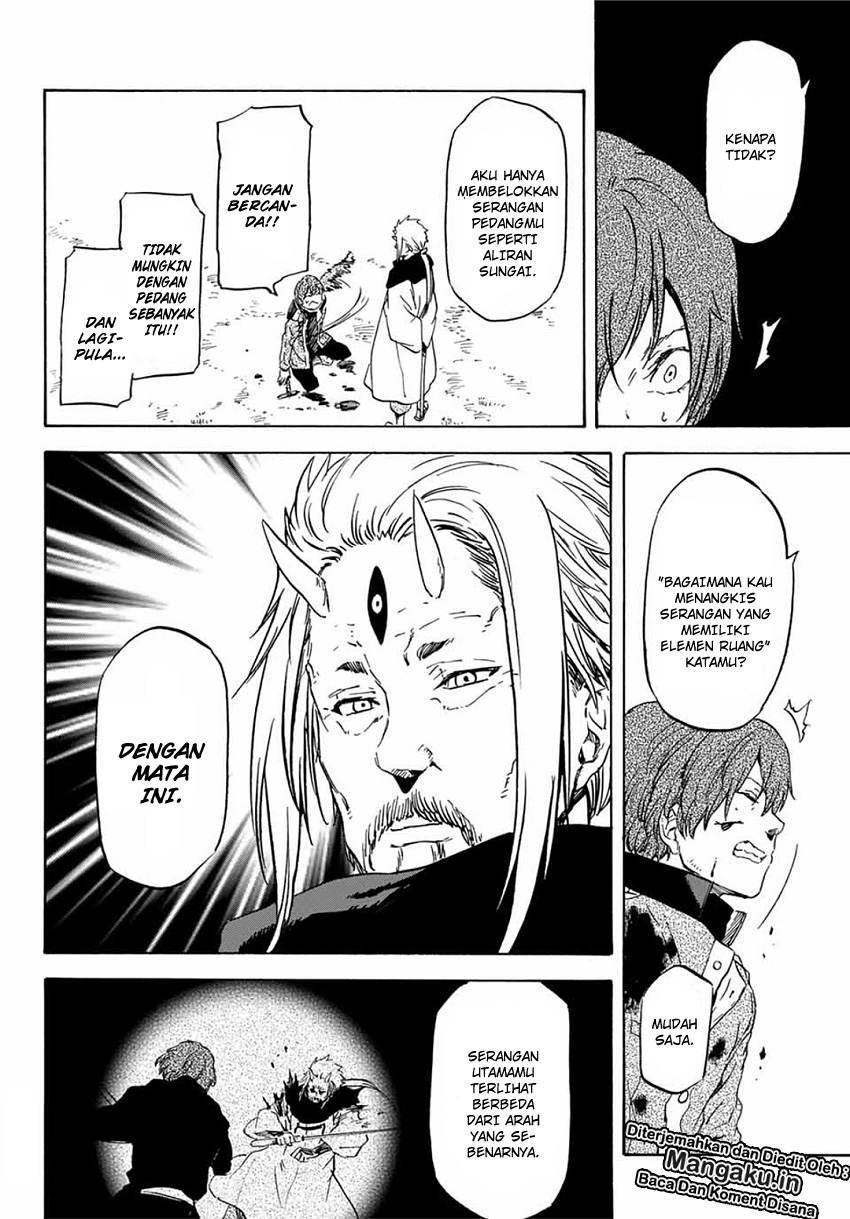 KENAPA
TIDAK?
AKU HANYA
MEMBELOKKAN
SERANGAN
PEDANGMU
SEPERTI
ALIRAN
SUNGAI.
JANGAN
BERCAN-
DA!!
TIDAK
MUNGKIN
DENGAN
PEDANG
SEBANYAK
ITU!!
DAN
LAGI-
PULA...
"BAGAIMANA KAU
MENANGKIS
SERANGAN YANG
MEMILIKI
ELEMEN RUANG"
KATAMU?
MUDAH
SAJA.
DENGAN
MATA
INI.
SERANGAN
UTAMAMU
TERLIHAT
BERBEDA
DARI ARAH
YANG SE-
BENARNYA.
Diterjemahkan dan Diedit Oleh8
Mangaku.in
Baca Dan Koment Disana